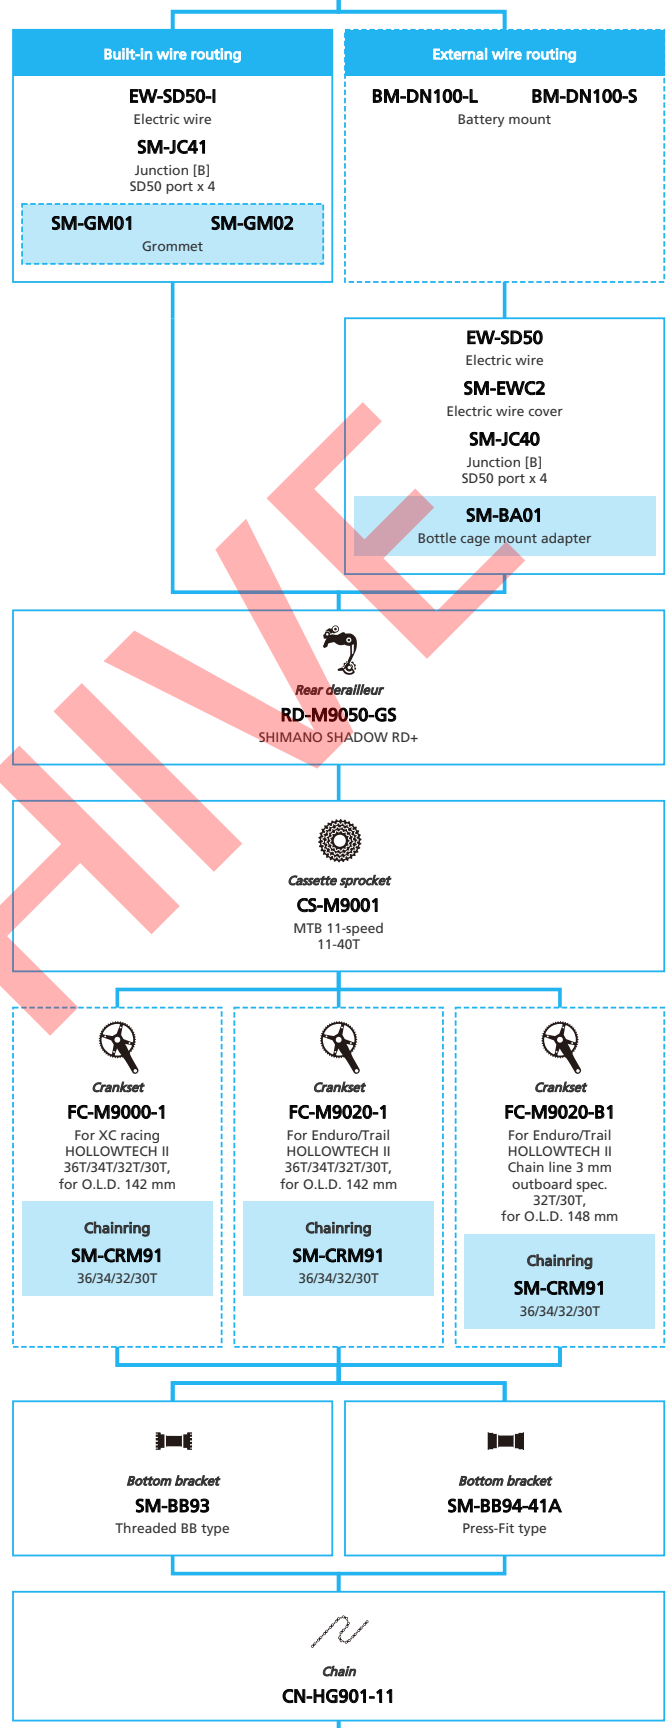 Built-in wire routing
EW-SD50-I
Electric wire
SM-JC41
Junction [B]
SD50 port x 4
SM-GM01 SM-GM02
Grommet
External wire routing
BM-DN100-L BM-DN100-S
Battery mount
EW-SD50
Electric wire
SM-EWC2
Electric wire cover
SM-JC40
Junction [B]
SD50 port x 4
SM-BA01
Bottle cage mount adapter
Rear derailleur
RD-M9050-GS
SHIMANO SHADOW RD+
Cassette sprocket
CS-M9001
MTB 11-speed
11-40T
Crankset
FC-M9000-1
For XC racing
HOLLOWTECH II
36T/34T/32T/30T,
for O.L.D. 142 mm
Chainring
SM-CRM91
36/34/32/30T
Crankset
FC-M9020-1
For Enduro/Trail
HOLLOWTECH II
36T/34T/32T/30T,
for O.L.D. 142 mm
Chainring
SM-CRM91
36/34/32/30T
Crankset
FC-M9020-B1
For Enduro/Trail
HOLLOWTECH II
Chain line 3 mm
outboard spec.
32T/30T,
for O.L.D. 148 mm
Chainring
SM-CRM91
36/34/32/30T
Bottom bracket
SM-BB93
Threaded BB type
Bottom bracket
SM-BB94-41A
Press-Fit type
Chain
CN-HG901-11
HIVE